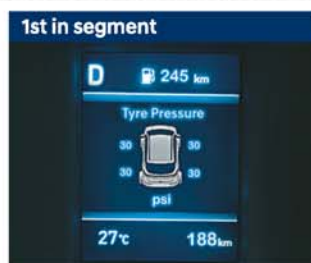 1st in segment
D 245 km
Tyre Pressure
30 30
30 30
psi
27°C 188km